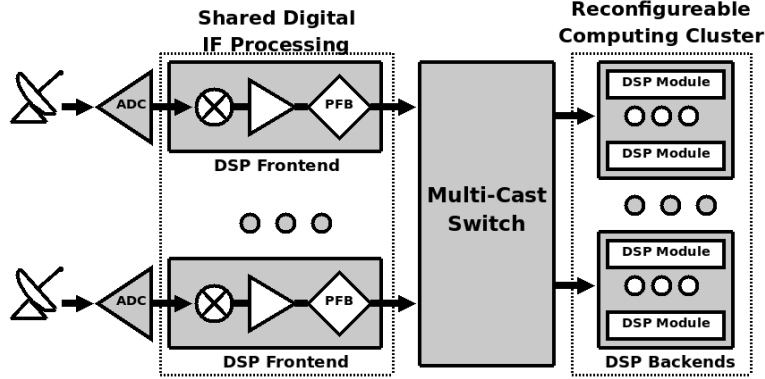 Shared Digital
IF Processing
Reconfigureable
Computing Cluster
ADC
PFB
DSP Frontend
Multi-Cast
Switch
DSP Module
DSP Module
ADC
PFB
DSP Frontend
DSP Module
DSP Module
DSP Backends